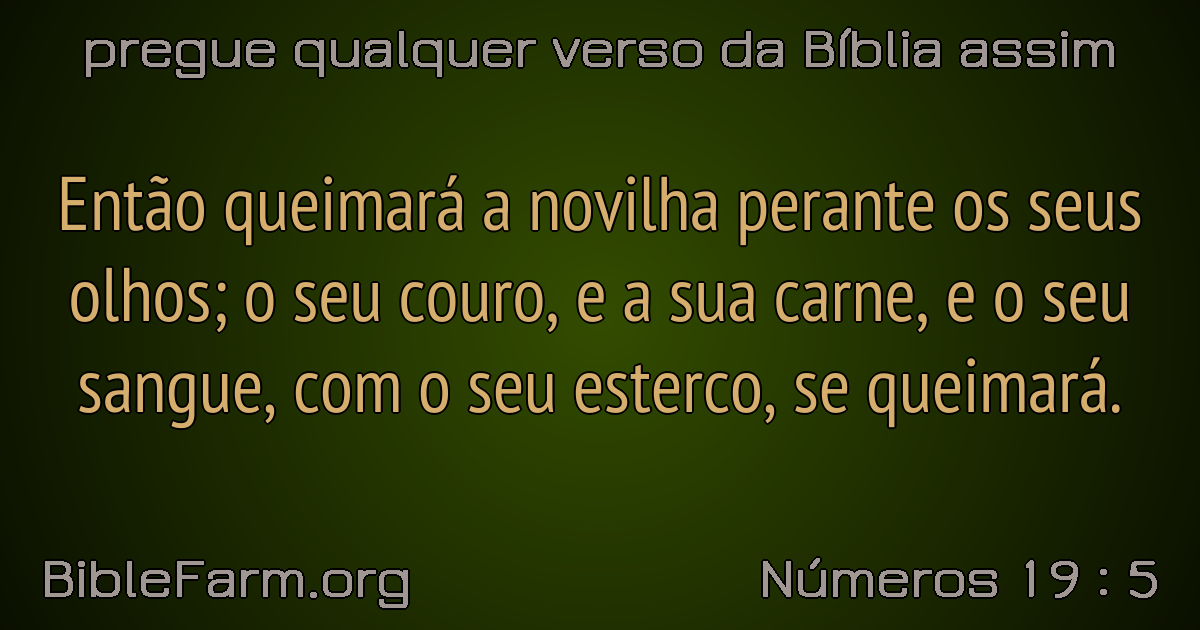 pregue qualquer verso da Bíblia assim
Então queimará a novilha perante os seus
olhos; o seu couro, e a sua carne, e o seu
sangue, com o seu esterco, se queimará.
BibleFarm.org
Números 19 : 5